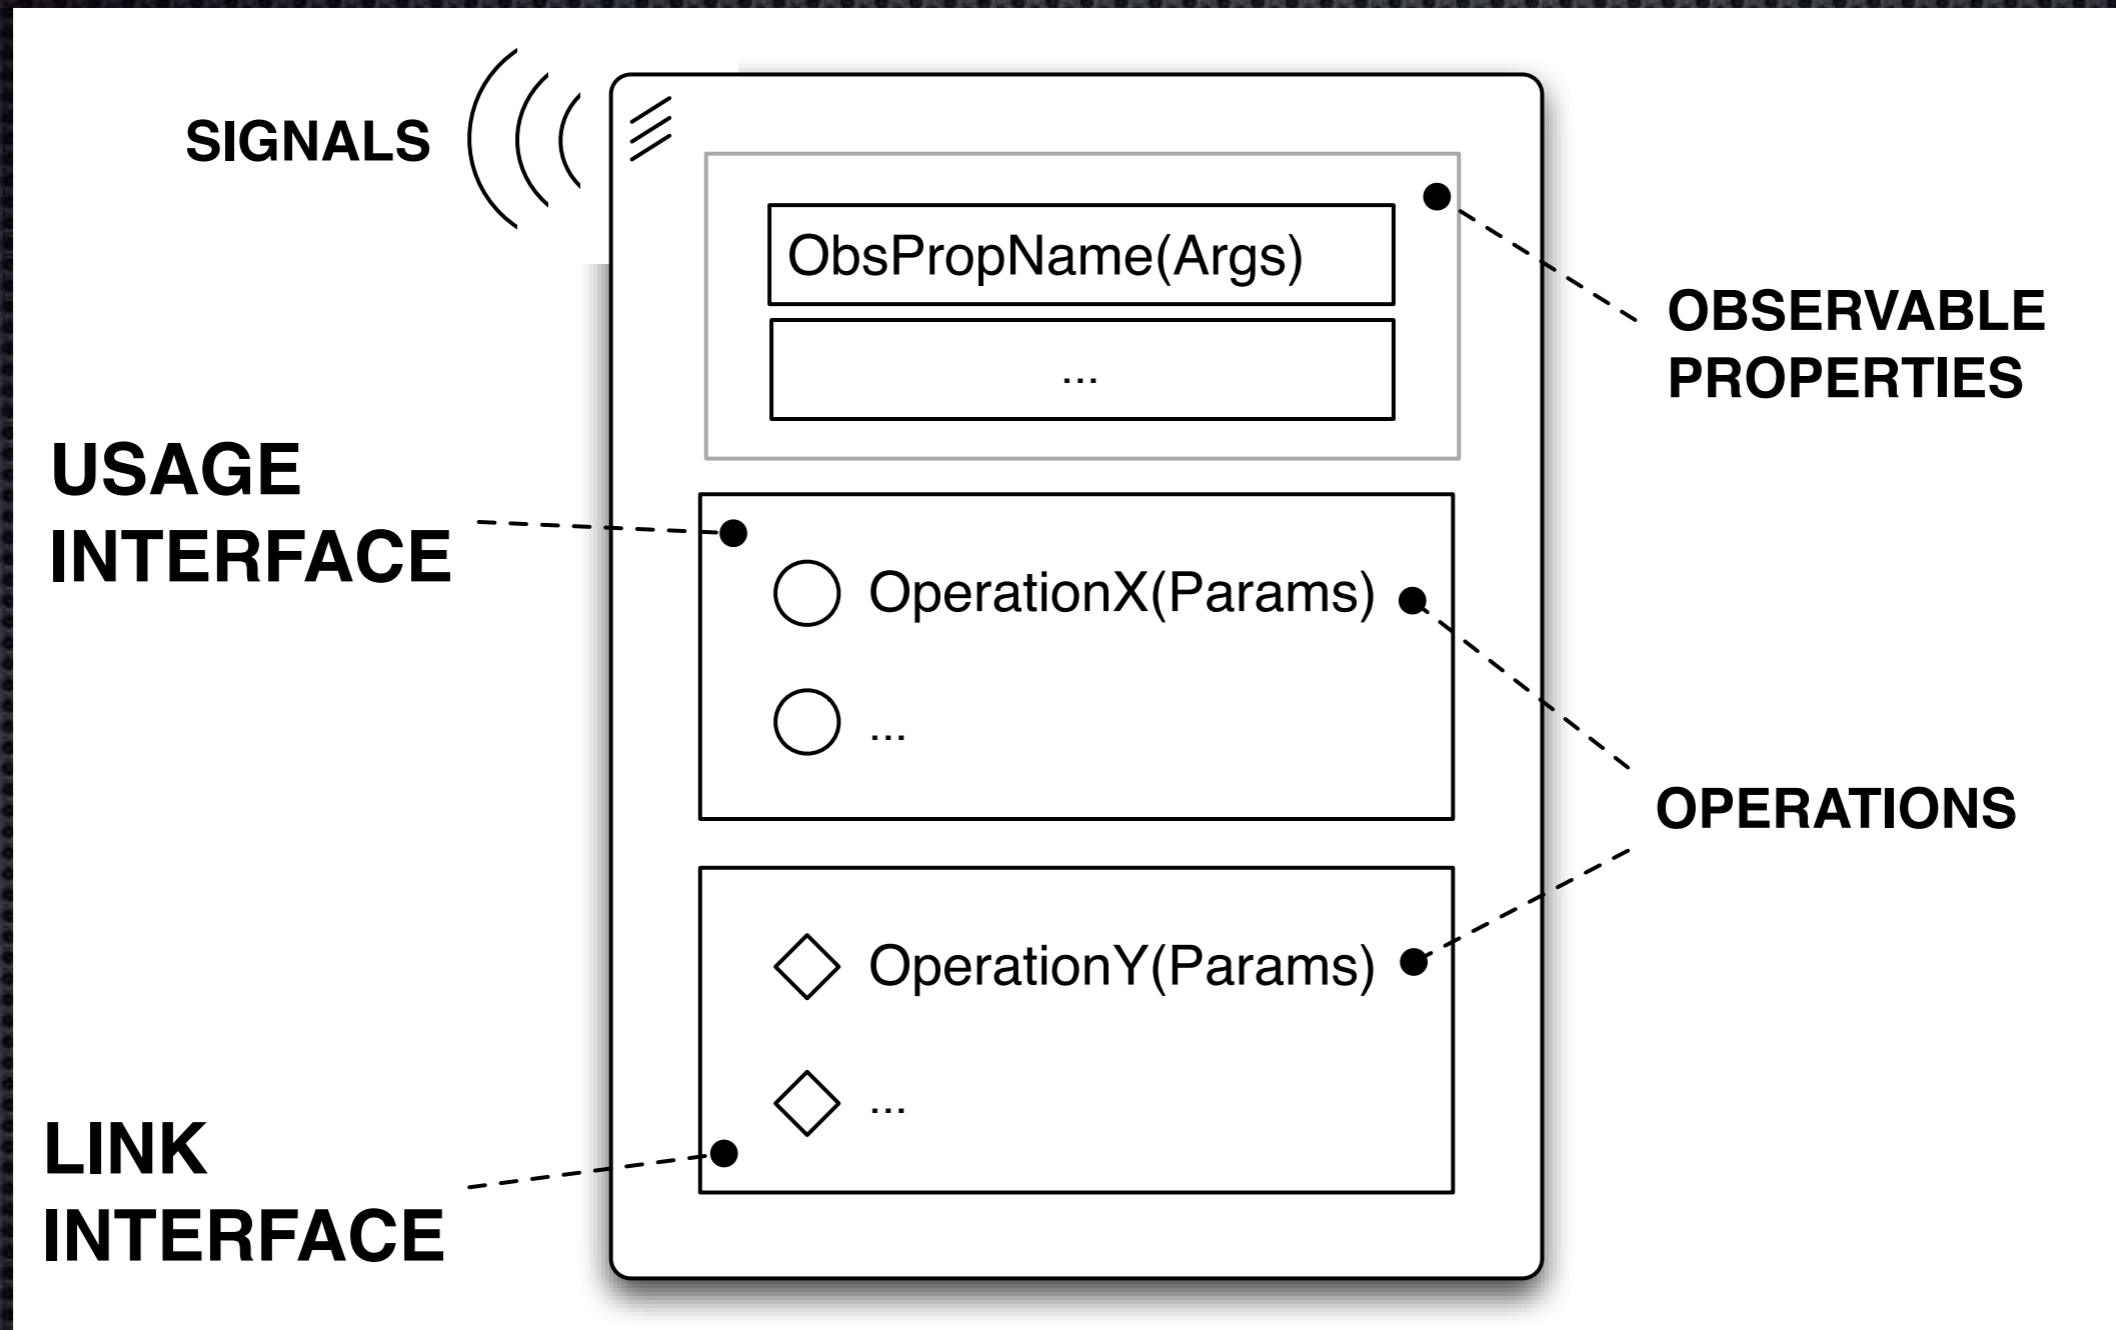 SIGNALS
ObsPropName(Args)
...
OBSERVABLE
PROPERTIES
USAGE
INTERFACE
OperationX(Params)
...
OPERATIONS
OperationY(Params)
...
LINK
INTERFACE